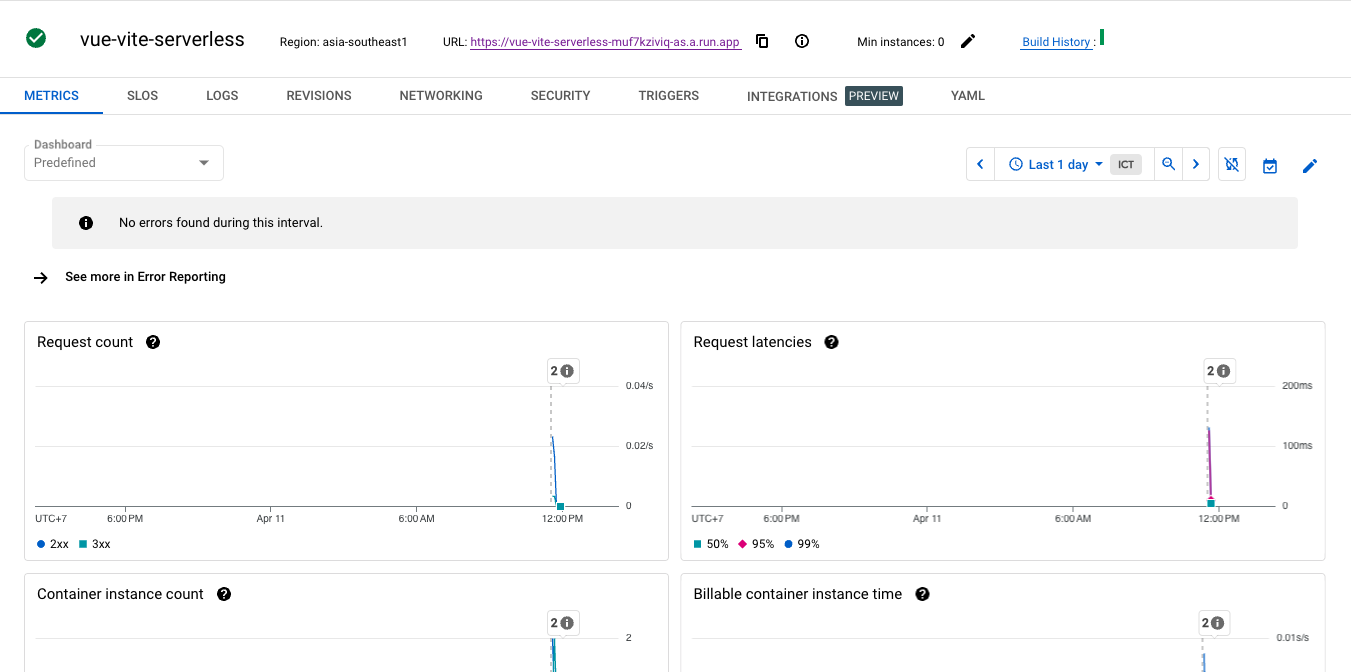 vue-vite-serverless Region: asia-southeast1 URL: https://vue-vite-serverless-muf7kziviq-as.a.run.app Min instances: 0 Build History :
METRICS SLOS LOGS REVISIONS NETWORKING SECURITY TRIGGERS INTEGRATIONS PREVIEW YAML
Dashboard
Predefined
Last 1 day ICT
No errors found during this interval.
See more in Error Reporting
Request count
2
0.04/s
0.02/s
0
UTC+7 6:00 PM Apr 11 6:00 AM 12:00 PM
2xx 3xx
Request latencies
2
200ms
100ms
0
UTC+7 6:00 PM Apr 11 6:00 AM 12:00 PM
50% 95% 99%
Container instance count
2
2
Billable container instance time
2
0.01s/s